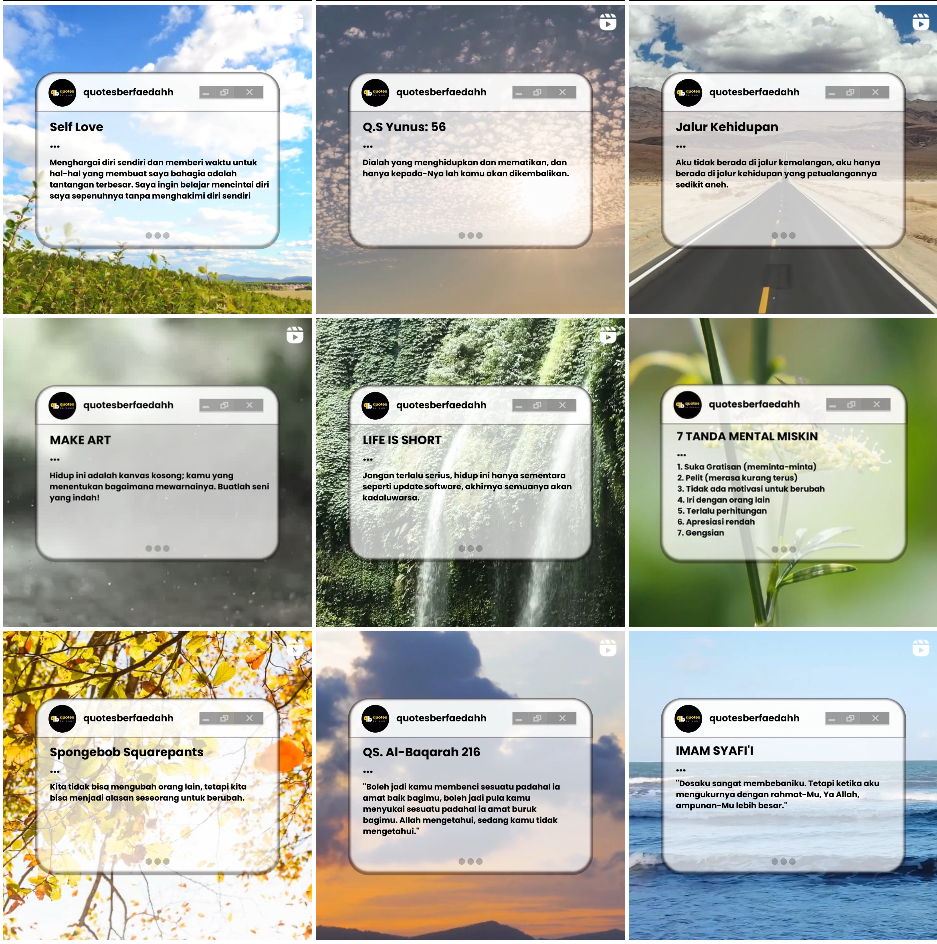 quotesberfaedahh
Self Love
...
Menghargai diri sendiri dan memberi waktu untuk
hal-hal yang membuat saya bahagia adalah
tantangan terbesar. Saya ingin belajar mencintai diri
saya sepenuhnya tanpa menghakimi diri sendiri
quotesberfaedahh
Q.S Yunus: 56
...
Dialah yang menghidupkan dan mematikan, dan
hanya kepada-Nya lah kamu akan dikembalikan.
quotesberfaedahh
Jalur Kehidupan
...
Aku tidak berada di jalur kemalangan, aku hanya
berada di jalur kehidupan yang petualangannya
sedikit aneh.
quotesberfaedahh
MAKE ART
...
Hidup ini adalah kanvas kosong; kamu yang
menentukan bagaimana mewarnainya. Buatlah seni
yang indah!
quotesberfaedahh
LIFE IS SHORT
...
Jangan terlalu serius, hidup ini hanya sementara
seperti update software, akhirnya semuanya akan
kadaluwarsa.
quotesberfaedahh
7 TANDA MENTAL MISKIN
...
1. Suka Gratisan (meminta-minta)
2. Pelit (merasa kurang terus)
3. Tidak ada motivasi untuk berubah
4. Iri dengan orang lain
5. Terlalu perhitungan
6. Apresiasi rendah
7. Gengsian
quotesberfaedahh
Spongebob Squarepants
...
Kita tidak bisa mengubah orang lain, tetapi kita
bisa menjadi alasan seseorang untuk berubah.
quotesberfaedahh
QS. Al-Baqarah 216
...
"Boleh jadi kamu membenci sesuatu padahal ia
amat baik bagimu, boleh jadi pula kamu
menyukai sesuatu padahal ia amat buruk
bagimu. Allah mengetahui, sedang kamu tidak
mengetahui."
quotesberfaedahh
IMAM SYAFI'I
...
"Dosaku sangat membebaniku. Tetapi ketika aku
mengukurnya dengan rahmat-Mu, Ya Allah,
ampunan-Mu lebih besar."